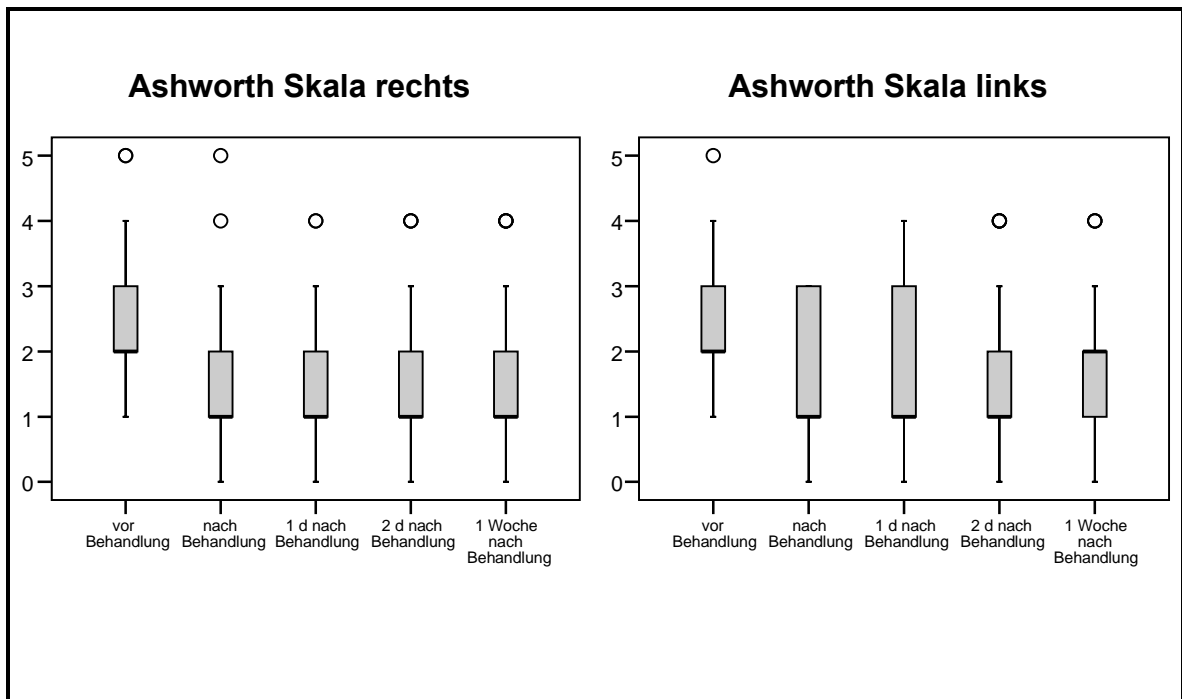 Ashworth Skala rechts
5
4
3
2
1
0
vor
Behandlung
nach
Behandlung
1 d nach
Behandlung
2 d nach
Behandlung
1 Woche
nach
Behandlung
Ashworth Skala links
5
4
3
2
1
0
vor
Behandlung
nach
Behandlung
1 d nach
Behandlung
2 d nach
Behandlung
1 Woche
nach
Behandlung